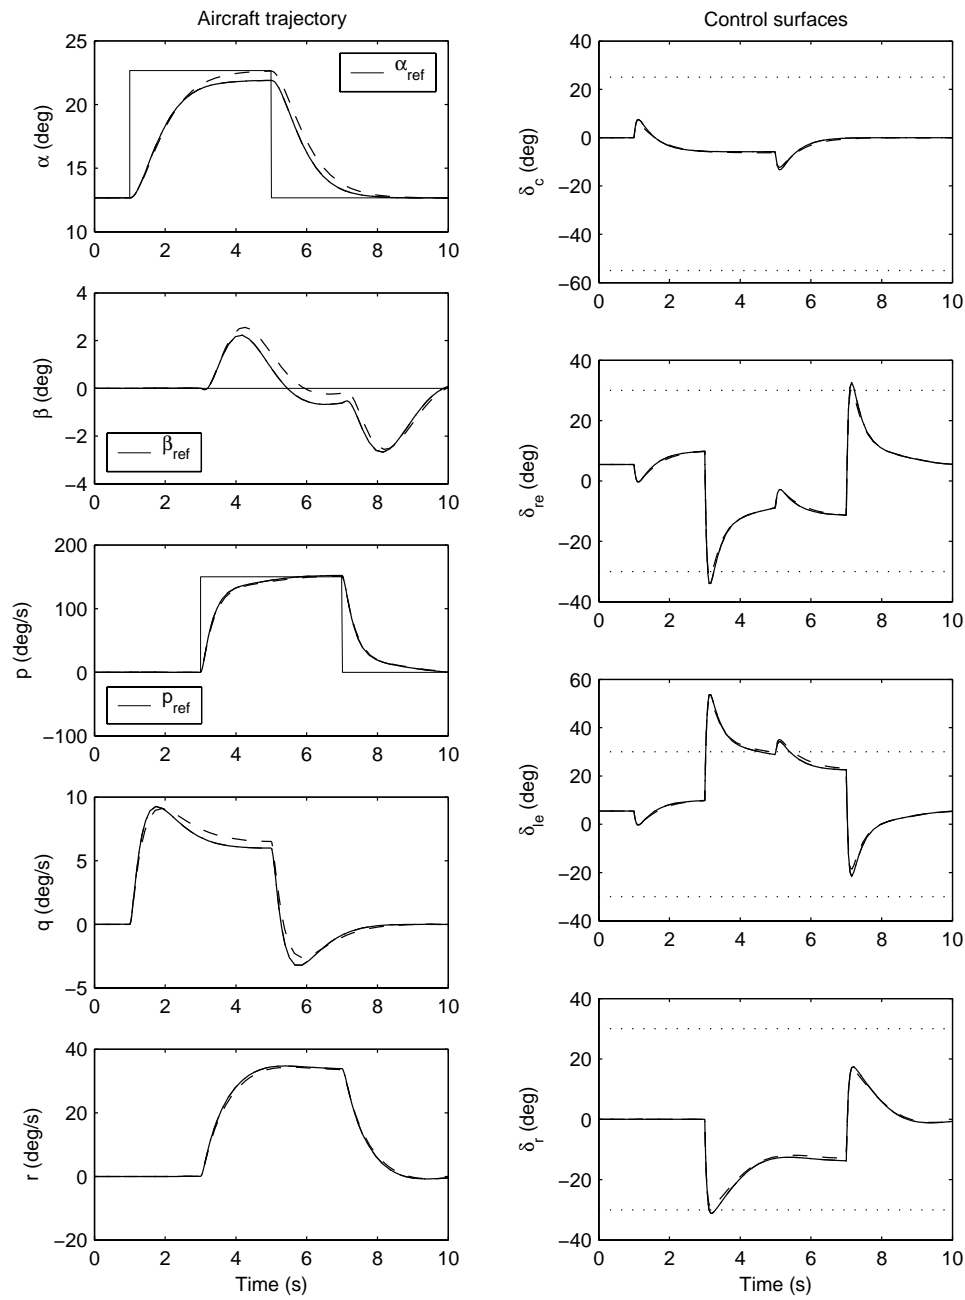 Aircraft trajectory
25
20
15
10
α (deg)
α_ref
0 2 4 6 8 10
4
2
0
−2
−4
β (deg)
β_ref
0 2 4 6 8 10
200
100
0
−100
p (deg/s)
p_ref
0 2 4 6 8 10
10
5
0
−5
q (deg/s)
0 2 4 6 8 10
40
20
0
−20
r (deg/s)
0 2 4 6 8 10
Time (s)
Control surfaces
40
20
0
−20
−40
−60
δ_c (deg)
0 2 4 6 8 10
40
20
0
−20
−40
δ_re (deg)
0 2 4 6 8 10
60
40
20
0
−20
−40
δ_le (deg)
0 2 4 6 8 10
40
20
0
−20
−40
δ_r (deg)
0 2 4 6 8 10
Time (s)